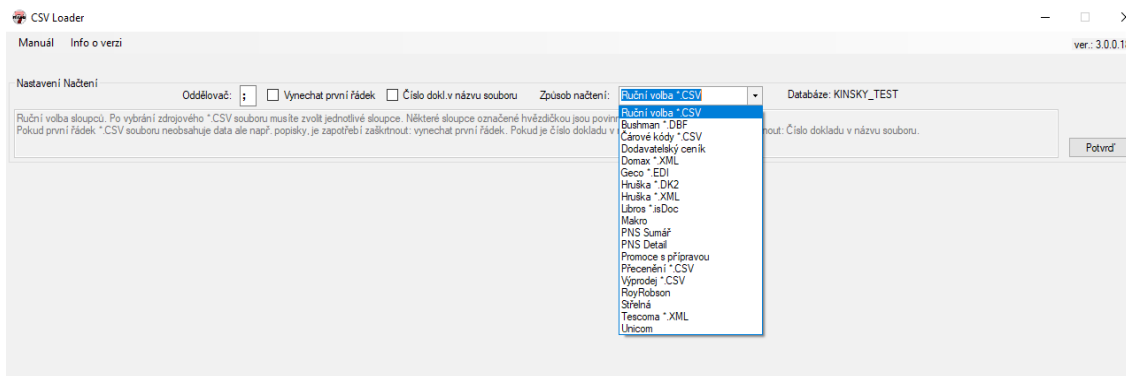 CSV Loader
Manuál Info o verzi
ver.: 3.0.0.18
Nastavení Načtení
Oddělovač: ; Vynechat první řádek Číslo dokl.v názvu souboru Způsob načtení: Ruční volba *.CSV Databáze: KINSKY_TEST
Ruční volba sloupců. Po vybrání zdrojového *.CSV souboru musíte zvolit jednotlivé sloupce. Některé sloupce označené hvězdičkou jsou
Pokud první řádek *.CSV souboru neobsahuje data ale např. popisky, je zapotřebí zaškrtnout: vynechat první řádek. Pokud je číslo dokladu v
nout: Číslo dokladu v názvu souboru.
Potvrď
Ruční volba *.CSV
Bushman *.DBF
Čárové kódy *.CSV
Dodavatelský ceník
Domax *.XML
Geco *.EDI
Hruška *.DK2
Hruška *.XML
Libros *.isDoc
Makro
PNS Sumář
PNS Detail
Promoce s přípravou
Přecenění *.CSV
Výprodej *.CSV
RoyRobson
Střelná
Tescoma *.XML
Unicom